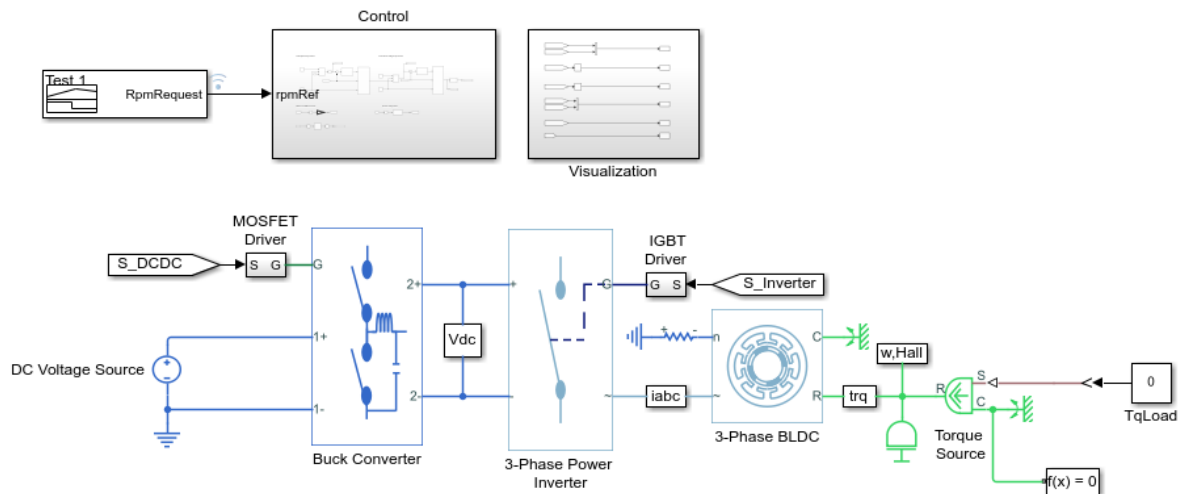 Control
Test 1
RpmRequest
rpmRef
Visualization
MOSFET
Driver
S_DCDC
S G
G
2+
1+
1-
2-
DC Voltage Source
Buck Converter
Vdc
+
-
G
~
3-Phase Power
Inverter
IGBT
Driver
G S
S_Inverter
+ -
n
C
iabc
~
R
3-Phase BLDC
trq
w,Hall
R
S
C
Torque
Source
0
TqLoad
f(x) = 0